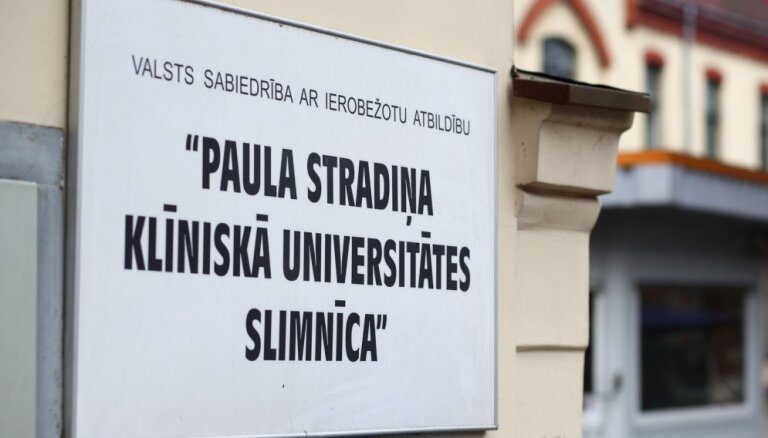 VALSTS SABIEDRĪBA AR IEROBEŽOTU ATBILDĪBU
“PAULA STRADIŅA
KLĪNISKĀ UNIVERSITĀTES
SLIMNĪCA”